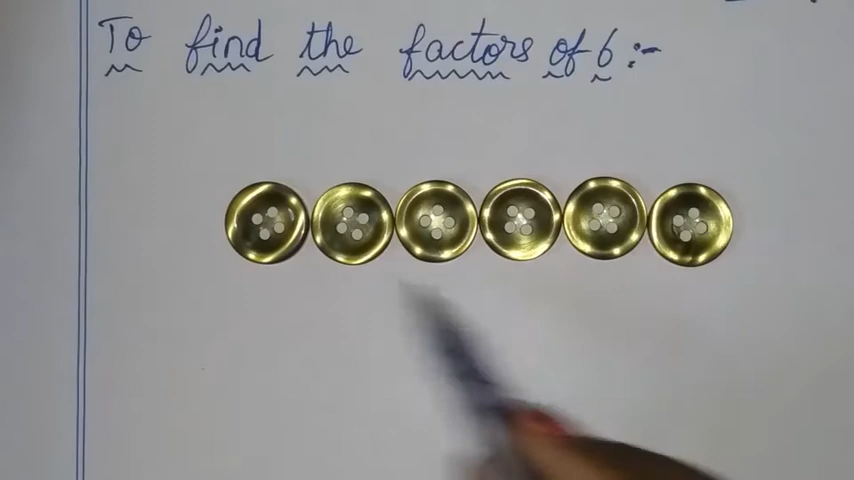 To find the factors of 6 :-